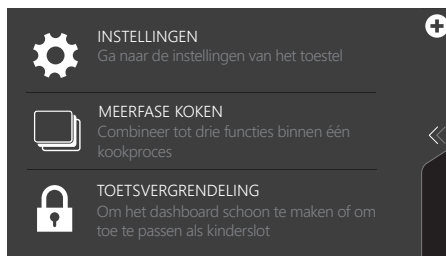 INSTELLINGEN
Ga naar de instellingen van het toestel
MEERFASE KOKEN
Combineer tot drie functies binnen één
kookproces
TOETSVERGRENDELING
Om het dashboard schoon te maken of om
toe te passen als kinderslot